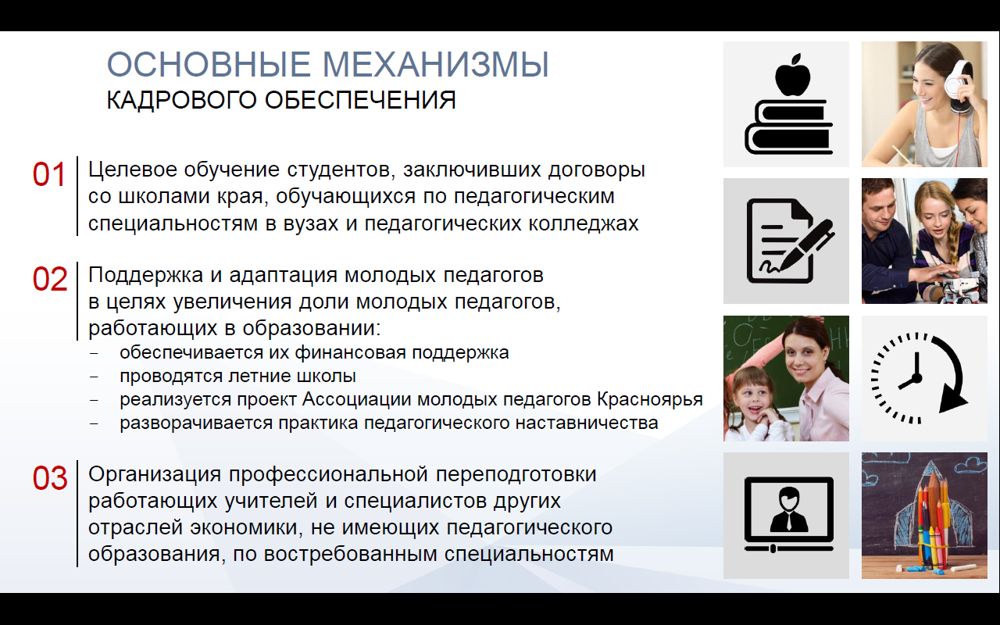 ОСНОВНЫЕ МЕХАНИЗМЫ
КАДРОВОГО ОБЕСПЕЧЕНИЯ
01
Целевое обучение студентов, заключивших договоры
со школами края, обучающихся по педагогическим
специальностям в вузах и педагогических колледжах
02
Поддержка и адаптация молодых педагогов
в целях увеличения доли молодых педагогов,
работающих в образовании:
− обеспечивается их финансовая поддержка
− проводятся летние школы
− реализуется проект Ассоциации молодых педагогов Красноярья
− разворачивается практика педагогического наставничества
03
Организация профессиональной переподготовки
работающих учителей и специалистов других
отраслей экономики, не имеющих педагогического
образования, по востребованным специальностям